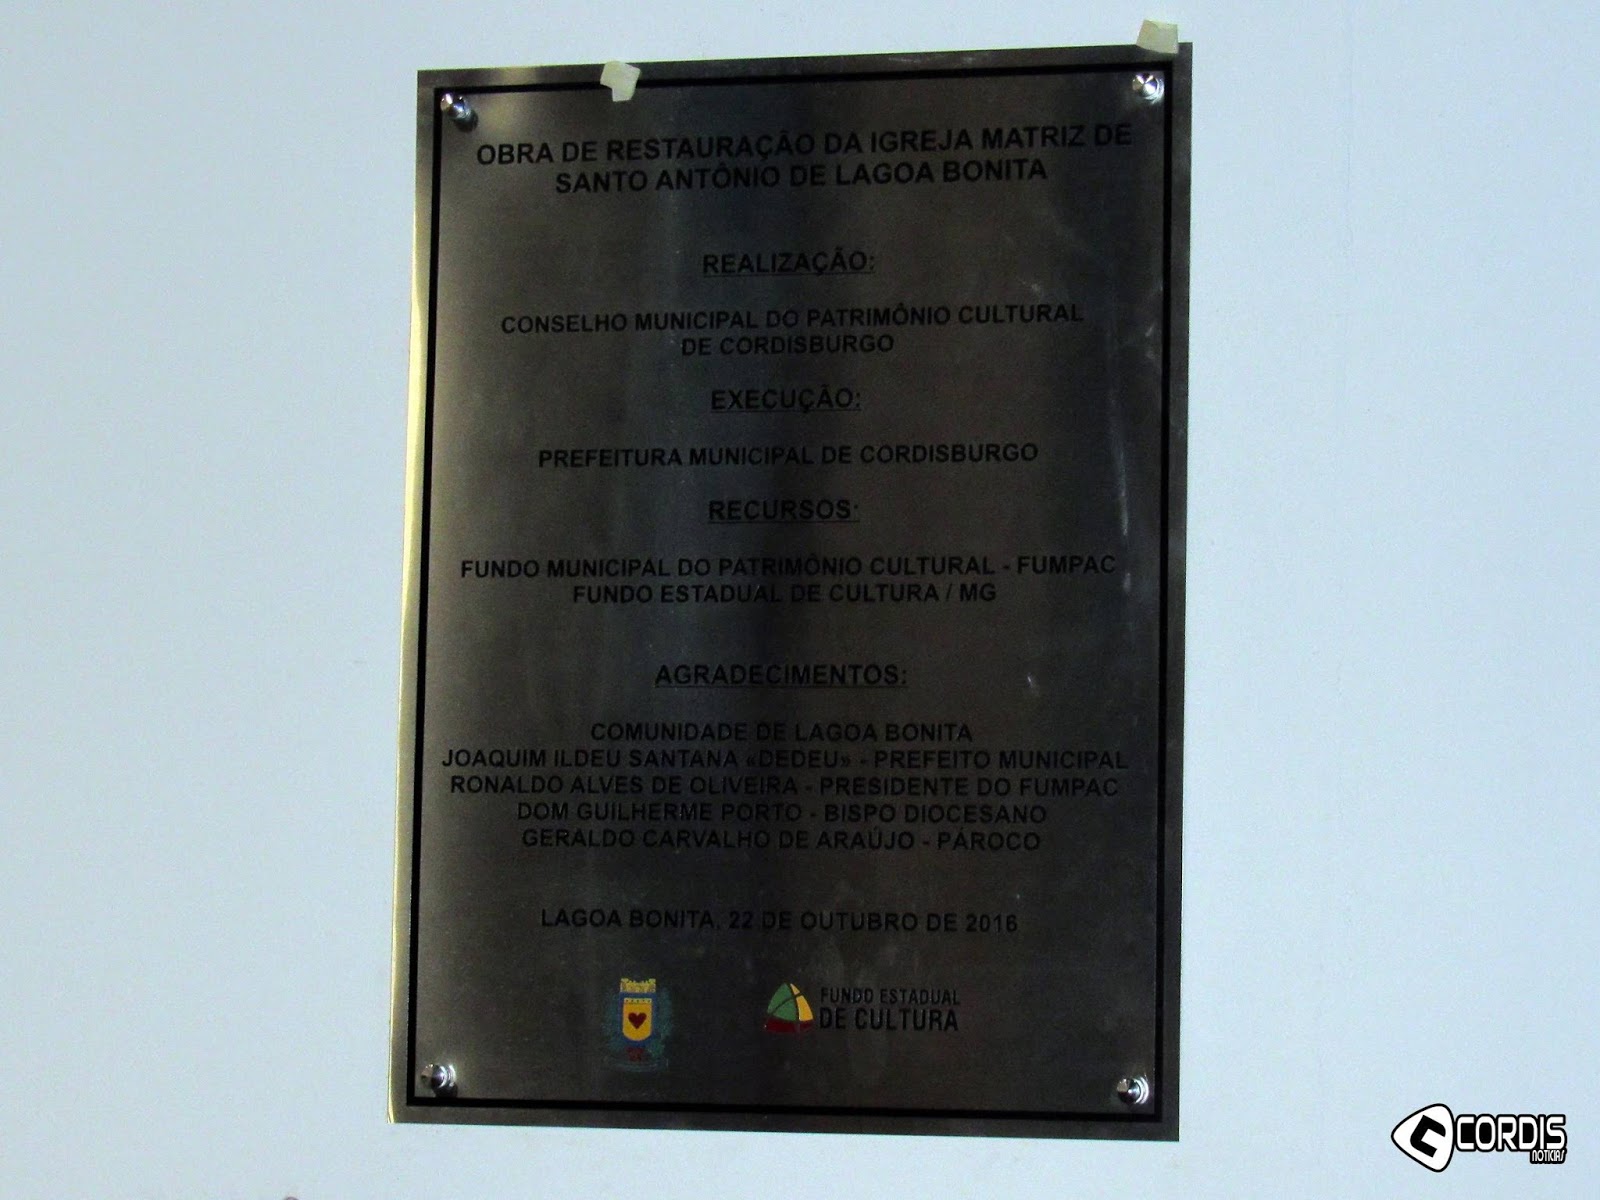 OBRA DE RESTAURAÇÃO DA IGREJA MATRIZ DE
SANTO ANTÔNIO DE LAGOA BONITA
REALIZAÇÃO:
CONSELHO MUNICIPAL DO PATRIMÔNIO CULTURAL
DE CORDISBURGO
EXECUÇÃO:
PREFEITURA MUNICIPAL DE CORDISBURGO
RECURSOS:
FUNDO MUNICIPAL DO PATRIMÔNIO CULTURAL - FUMPAC
FUNDO ESTADUAL DE CULTURA / MG
AGRADECIMENTOS:
COMUNIDADE DE LAGOA BONITA
JOAQUIM ILDEU SANTANA «DEDEU» - PREFEITO MUNICIPAL
RONALDO ALVES DE OLIVEIRA - PRESIDENTE DO FUMPAC
DOM GUILHERME PORTO - BISPO DIOCESANO
GERALDO CARVALHO DE ARAÚJO - PÁROCO
LAGOA BONITA, 22 DE OUTUBRO DE 2016
FUNDO ESTADUAL
DE CULTURA
CORDIS
NOTÍCIAS